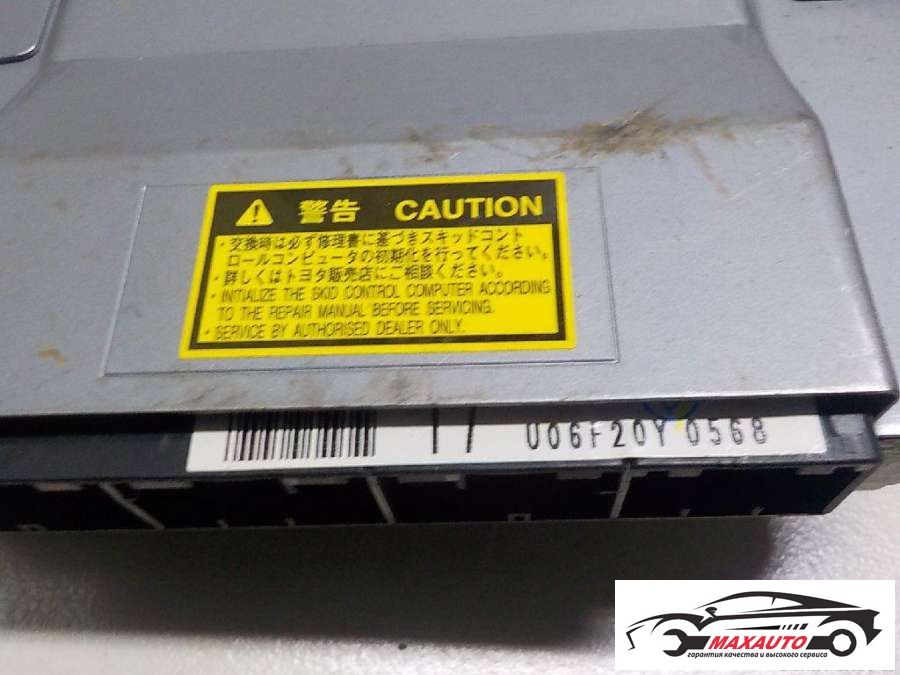 警告 CAUTION
・交換時は必ず修理書に基づきスキッドコント
ロールコンピュータの初期化を行ってください。
・詳しくはトヨタ販売店にご相談ください。
・INITIALIZE THE SKID CONTROL COMPUTER ACCORDING
TO THE REPAIR MANUAL BEFORE SERVICING.
・SERVICE BY AUTHORISED DEALER ONLY.
17 U06F20Y0568
MAXAUTO
гарантия качества и высокого сервиса